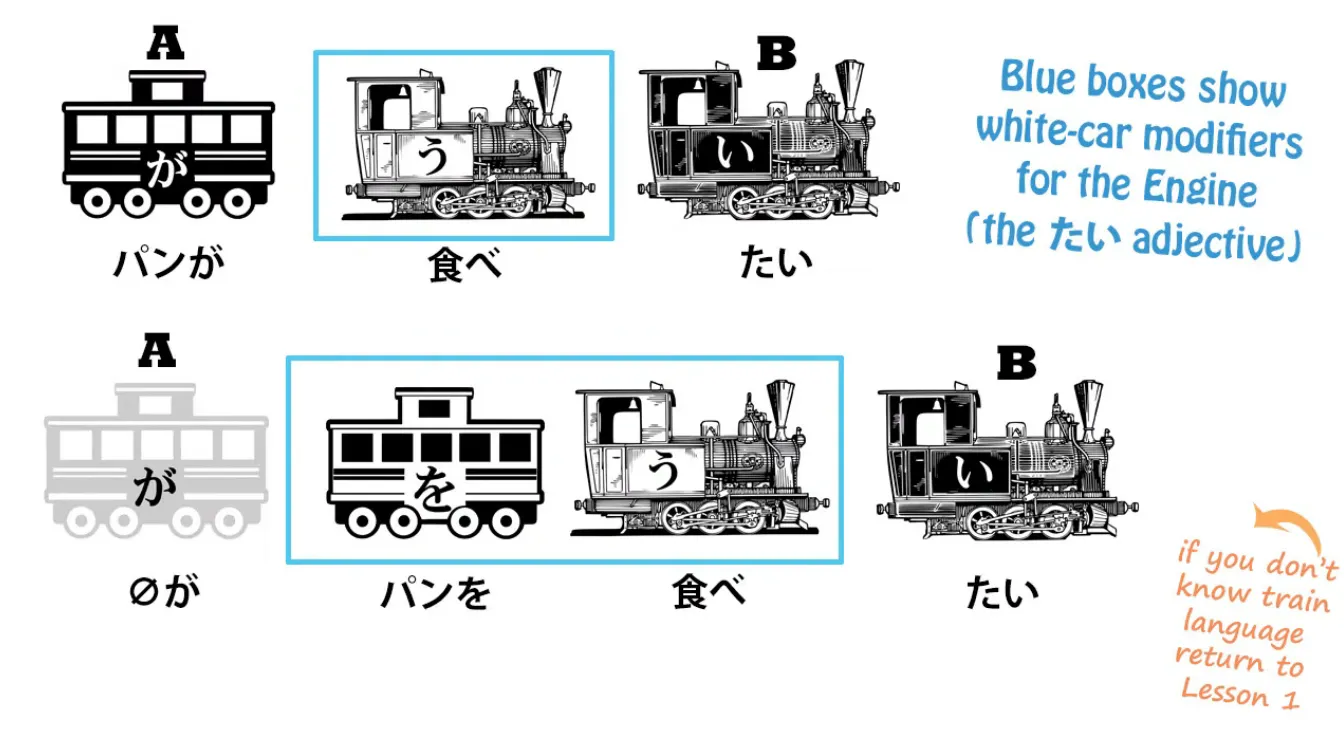 A
B
が
う
い
パンが
食べ
たい
Blue boxes show
white-car modifiers
for the Engine
(the たい adjective)
A
B
が
を
う
い
∅が
パンを
食べ
たい
if you don't
know train
language
return to
Lesson 1